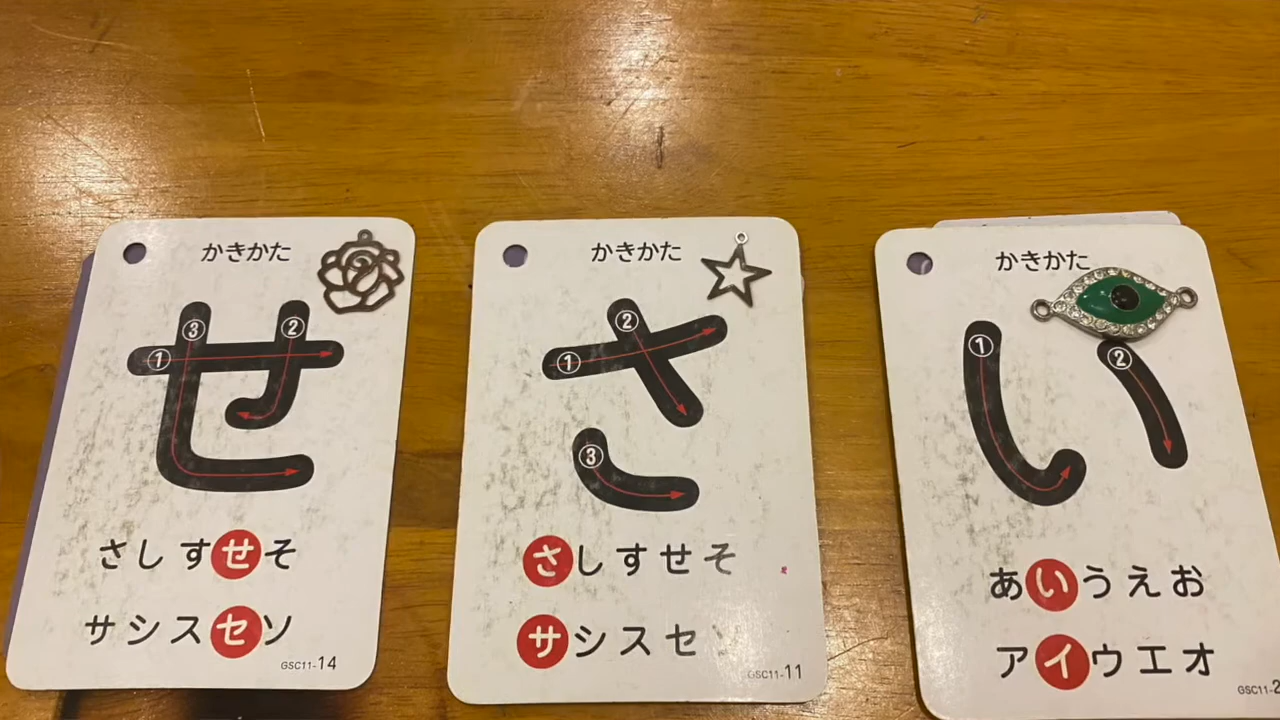 かきかた
せ
さしすせそ
サシスセソ
GSC11-14
かきかた
さ
さしすせそ
サシスセ
GSC11-11
かきかた
い
あいうえお
アイウエオ
GSC11-2